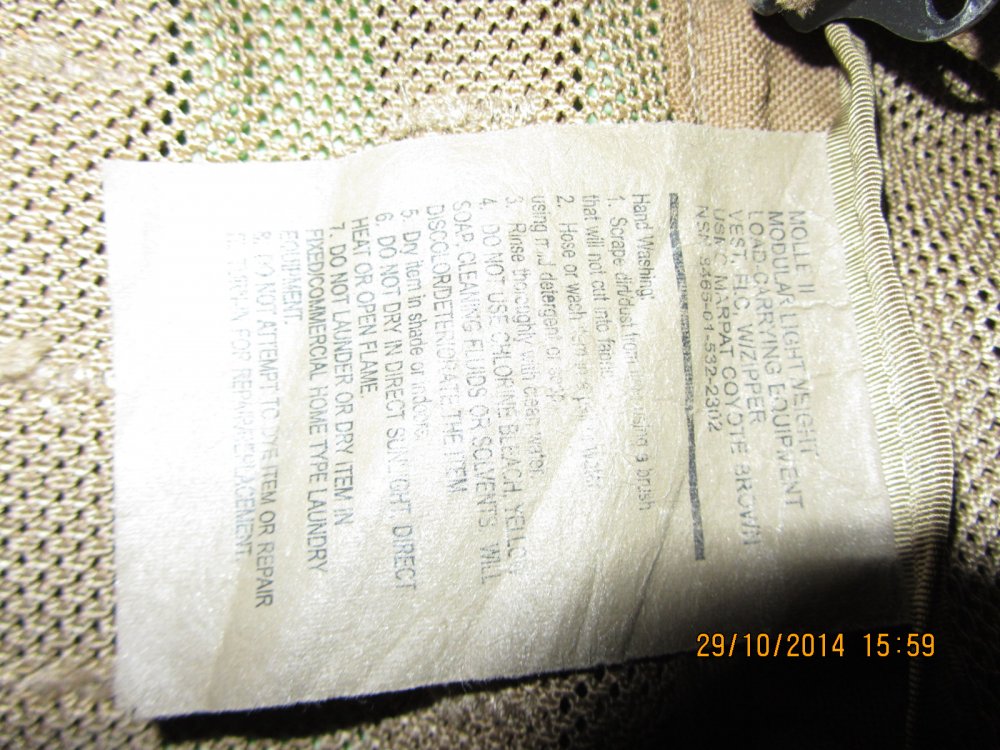 MOLLE II
MODULAR LIGHT WEIGHT
LOAD-CARRYING EQUIPMENT
VEST, FLC, W/ZIPPER
USMC MARPAT COYOTE BROWN
NSN 8465-01-532-2302
Hand Washing
1. Scrape dirt/dust from using a brush
that will not cut into fabric
2. Hose or wash water
using mild detergent or soap.
3. Rinse thoroughly with clean water.
4. DO NOT USE CHLORINE BLEACH, YELLOW
SOAP, CLEANING FLUIDS OR SOLVENTS. WILL
DISCOLOR/DETERIORATE THE ITEM.
5. Dry item in shade or indoors.
6. DO NOT DRY IN DIRECT SUNLIGHT, DIRECT
HEAT OR OPEN FLAME.
7. DO NOT LAUNDER OR DRY ITEM IN
FIXED/COMMERCIAL HOME TYPE LAUNDRY
EQUIPMENT.
8. DO NOT ATTEMPT TO DYE ITEM OR REPAIR
FOR REPAIR/REPLACEMENT.
29/10/2014 15:59